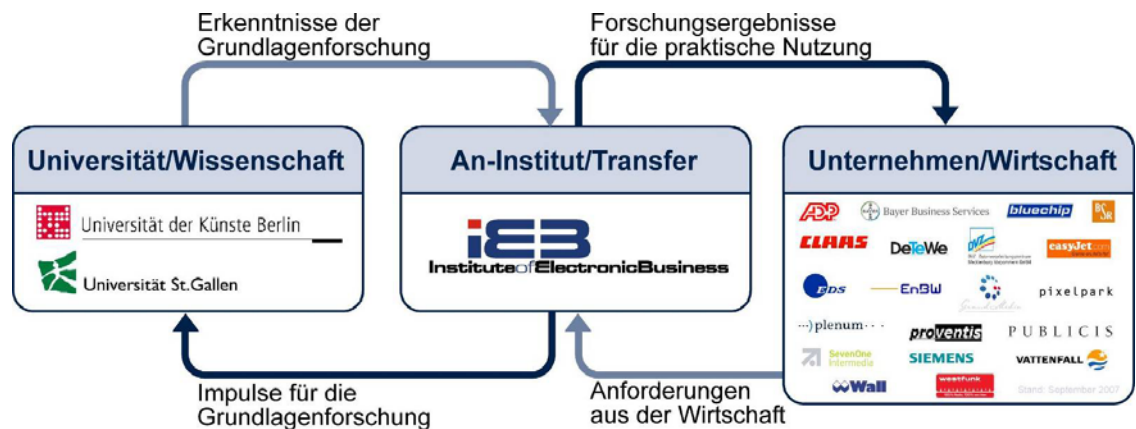 Erkenntnisse der
Grundlagenforschung
Forschungsergebnisse
für die praktische Nutzung
Universität/Wissenschaft
Universität der Künste Berlin
Universität St.Gallen
An-Institut/Transfer
iEB
InstituteofElectronicBusiness
Unternehmen/Wirtschaft
ADP
Bayer Business Services
bluechip
BSR
CLAAS
DeTeWe
DVZ
easyJet.com
EDS
EnBW
pixelpark
plenum
proventis
PUBLICIS
SevenOne
Intermedia
SIEMENS
VATTENFALL
Wall
westfunk
Stand: September 2007
Impulse für die
Grundlagenforschung
Anforderungen
aus der Wirtschaft